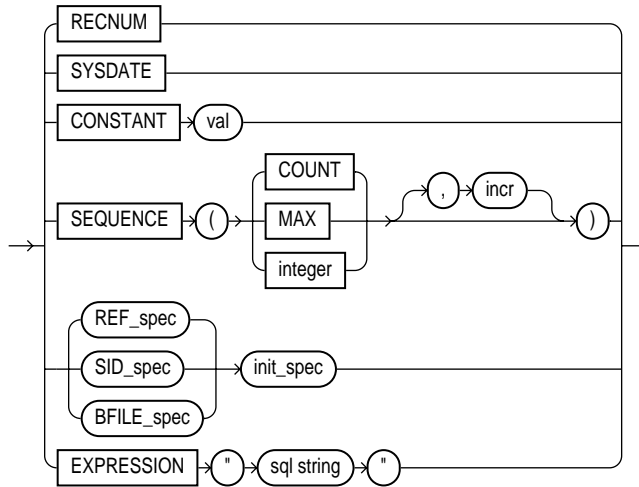 RECNUM
SYSDATE
CONSTANT val
COUNT
, incr
SEQUENCE ( MAX )
integer
REF_spec
SID_spec init_spec
BFILE_spec
EXPRESSION " sql string "